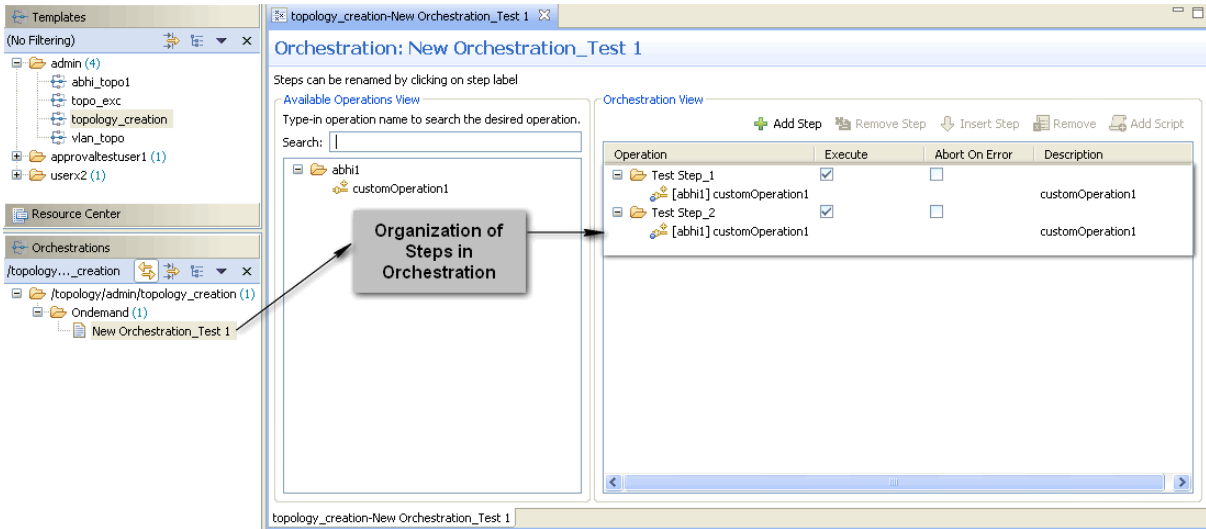 Templates
(No Filtering)
admin (4)
abhi_topo1
topo_exc
topology_creation
vlan_topo
approvaltestuser1 (1)
userx2 (1)
Resource Center
Orchestrations
/topology..._creation
/topology/admin/topology_creation (1)
Ondemand (1)
New Orchestration_Test 1
topology_creation-New Orchestration_Test 1
Orchestration: New Orchestration_Test 1
Steps can be renamed by clicking on step label
Available Operations View
Type-in operation name to search the desired operation.
Search:
abhi1
customOperation1
Organization of
Steps in
Orchestration
Orchestration View
Add Step Remove Step Insert Step Remove Add Script
Operation Execute Abort On Error Description
Test Step_1
[abhi1] customOperation1 customOperation1
Test Step_2
[abhi1] customOperation1 customOperation1
topology_creation-New Orchestration_Test 1